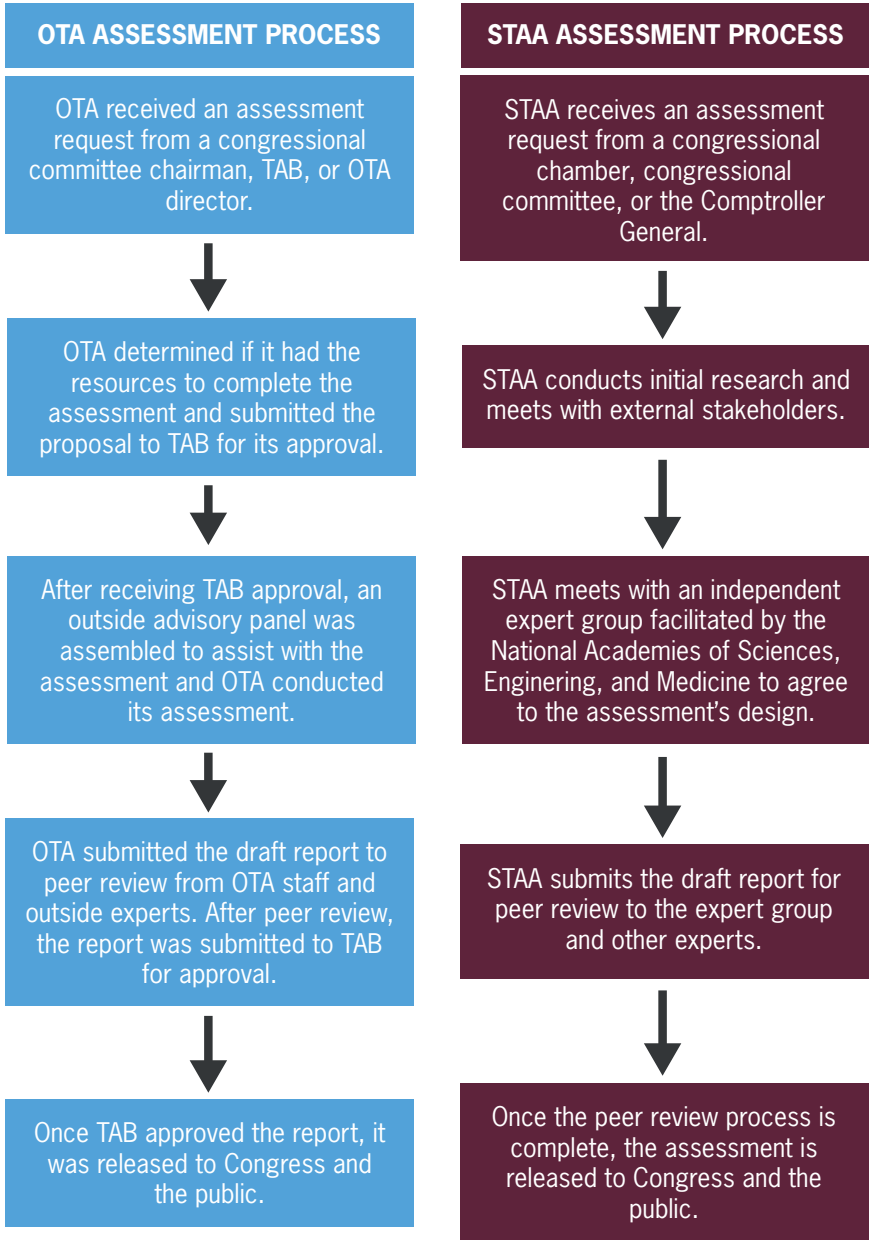 OTA ASSESSMENT PROCESS
OTA received an assessment
request from a congressional
committee chairman, TAB, or OTA
director.
OTA determined if it had the
resources to complete the
assessment and submitted the
proposal to TAB for its approval.
After receiving TAB approval, an
outside advisory panel was
assembled to assist with the
assessment and OTA conducted
its assessment.
OTA submitted the draft report to
peer review from OTA staff and
outside experts. After peer review,
the report was submitted to TAB
for approval.
Once TAB approved the report, it
was released to Congress and
the public.
STAA ASSESSMENT PROCESS
STAA receives an assessment
request from a congressional
chamber, congressional
committee, or the Comptroller
General.
STAA conducts initial research and
meets with external stakeholders.
STAA meets with an independent
expert group facilitated by the
National Academies of Sciences,
Enginering, and Medicine to agree
to the assessment’s design.
STAA submits the draft report for
peer review to the expert group
and other experts.
Once the peer review process is
complete, the assessment is
released to Congress and the
public.